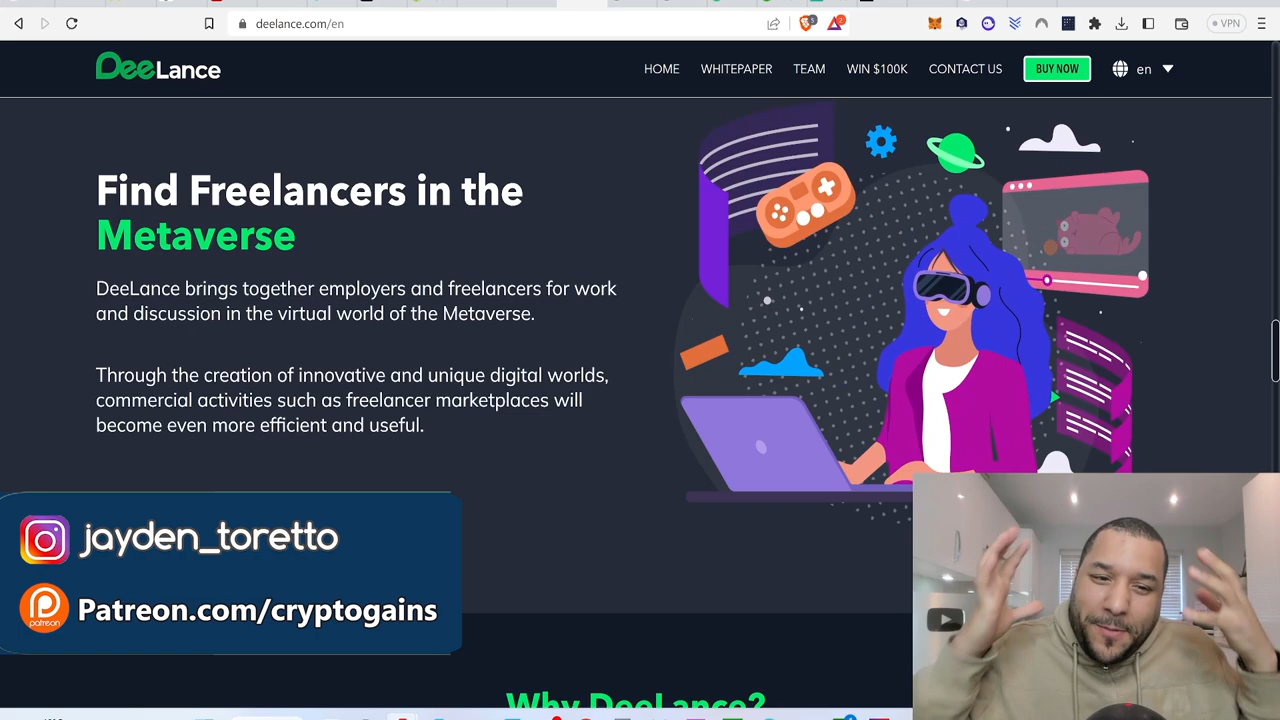 deelance.com/en
VPN
DeeLance
HOME
WHITEPAPER
TEAM
WIN $100K
CONTACT US
BUY NOW
en
Find Freelancers in the
Metaverse
DeeLance brings together employers and freelancers for work
and discussion in the virtual world of the Metaverse.
Through the creation of innovative and unique digital worlds,
commercial activities such as freelancer marketplaces will
become even more efficient and useful.
jayden_toretto
patreon
Patreon.com/cryptogains
Why DeeLance?